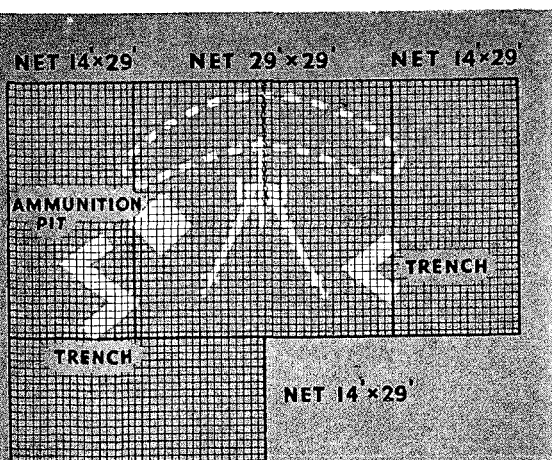 NET 14'×29'
NET 29'×29'
NET 14'×29'
AMMUNITION
PIT
TRENCH
TRENCH
NET 14'×29'